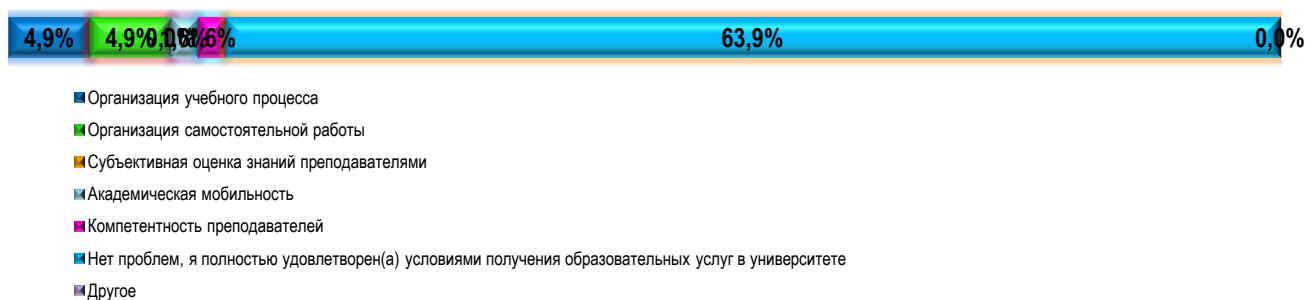 4,9% 4,9% 63,9% 0,0%
Организация учебного процесса
Организация самостоятельной работы
Субъективная оценка знаний преподавателями
Академическая мобильность
Компетентность преподавателей
Нет проблем, я полностью удовлетворен(а) условиями получения образовательных услуг в университете
Другое